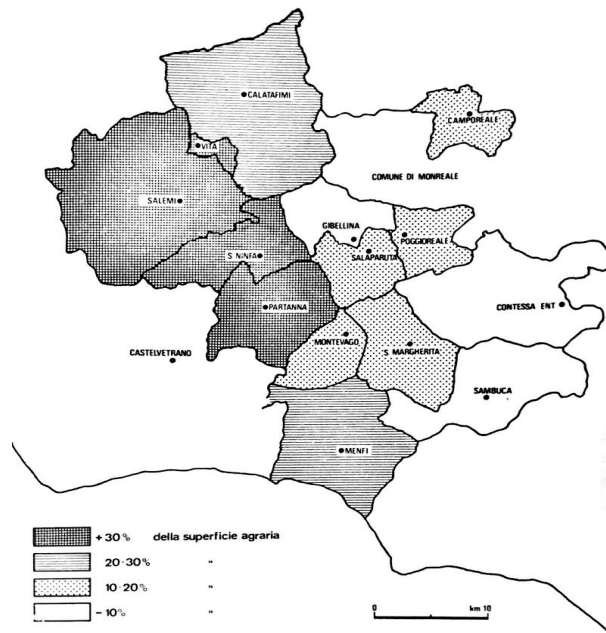 CALATAFIMI
CAMPOREALE
VITA
COMUNE DI MONREALE
SALEMI
GIBELLINA
POGGIOREALE
SALAPARUTA
S. NINFA
CONTESSA ENT
PARTANNA
MONTEVAGO
S. MARGHERITA
CASTELVETRANO
SAMBUCA
MENFI
+30% della superficie agraria
20-30% "
10-20% "
-10% "
0 km 10